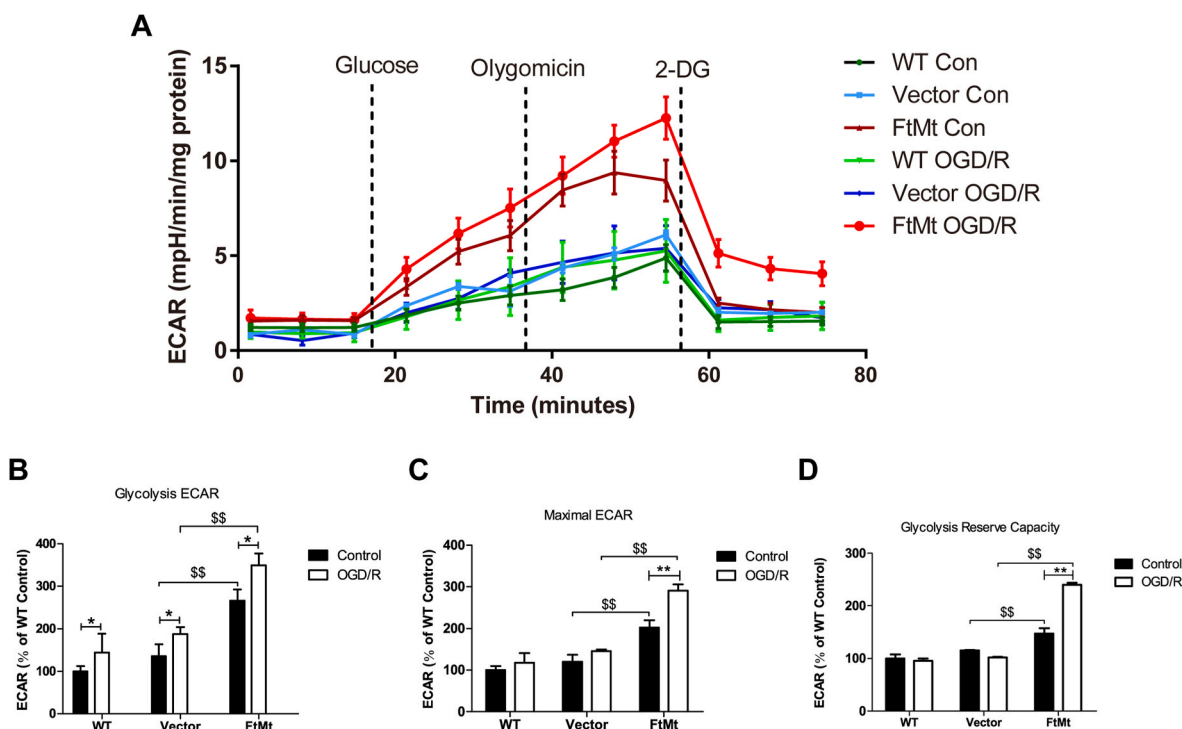 A
Glucose
Olygomicin
2-DG
15
10
5
0
ECAR (mpH/min/mg protein)
0 20 40 60 80
Time (minutes)
WT Con
Vector Con
FtMt Con
WT OGD/R
Vector OGD/R
FtMt OGD/R
B
Glycolysis ECAR
ECAR (% of WT Control)
400
300
200
100
0
* * *
$$
$$
WT Vector FtMt
Control
OGD/R
C
Maximal ECAR
ECAR (% of WT Control)
400
300
200
100
0
$$
$$
**
WT Vector FtMt
Control
OGD/R
D
Glycolysis Reserve Capacity
ECAR (% of WT Control)
300
200
100
0
$$
$$
**
WT Vector FtMt
Control
OGD/R